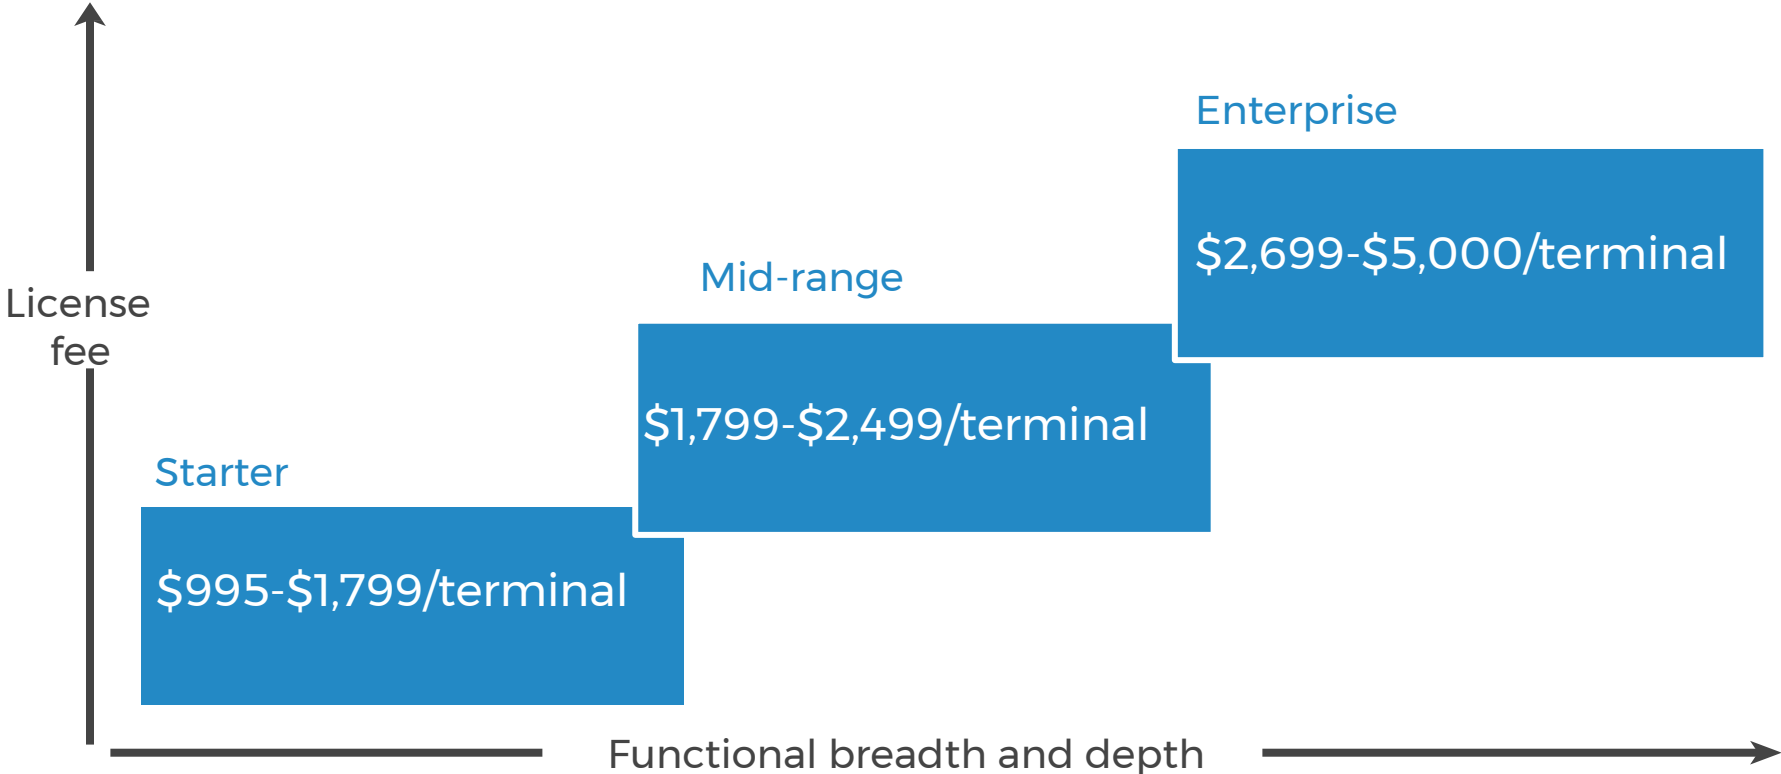 Enterprise
$2,699-$5,000/terminal
Mid-range
$1,799-$2,499/terminal
Starter
$995-$1,799/terminal
License
fee
Functional breadth and depth